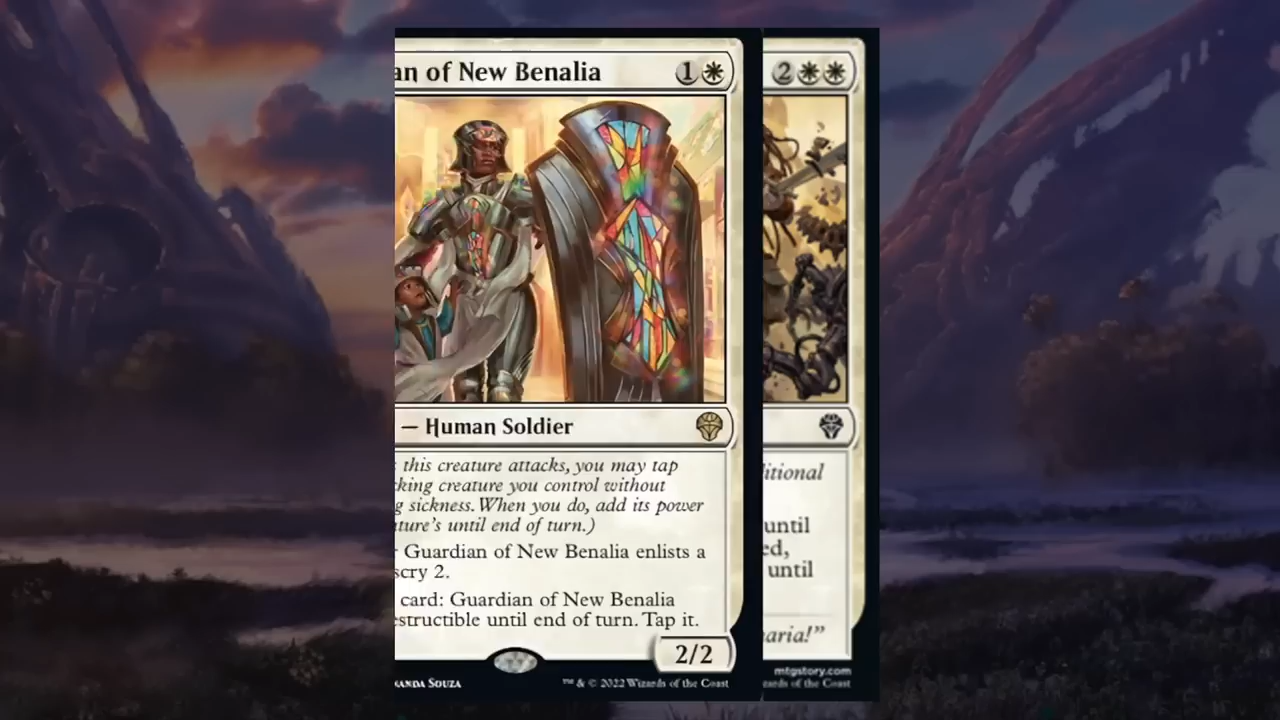 an of New Benalia 1
2
— Human Soldier
s this creature attacks, you may tap
cking creature you control without
g sickness. When you do, add its power
ature's until end of turn.)
r Guardian of New Benalia enlists a
scry 2.
card: Guardian of New Benalia
estructible until end of turn. Tap it.
2/2
ANDA SOUZA
™ & © 2022 Wizards of the Coast
ditional
until
ed,
until
aria!”
mtgstory.com
zards of the Coast